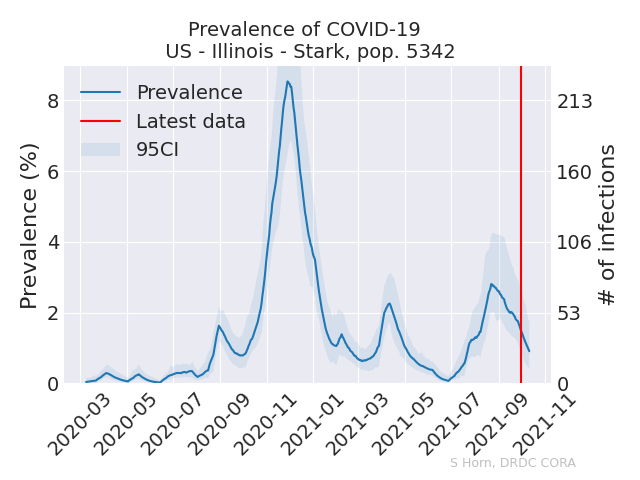 Prevalence of COVID-19
US - Illinois - Stark, pop. 5342
Prevalence
Latest data
95CI
Prevalence (%)
8
6
4
2
0
213
160
106
53
0
# of infections
2020-03
2020-05
2020-07
2020-09
2020-11
2021-01
2021-03
2021-05
2021-07
2021-09
2021-11
S Horn, DRDC CORA